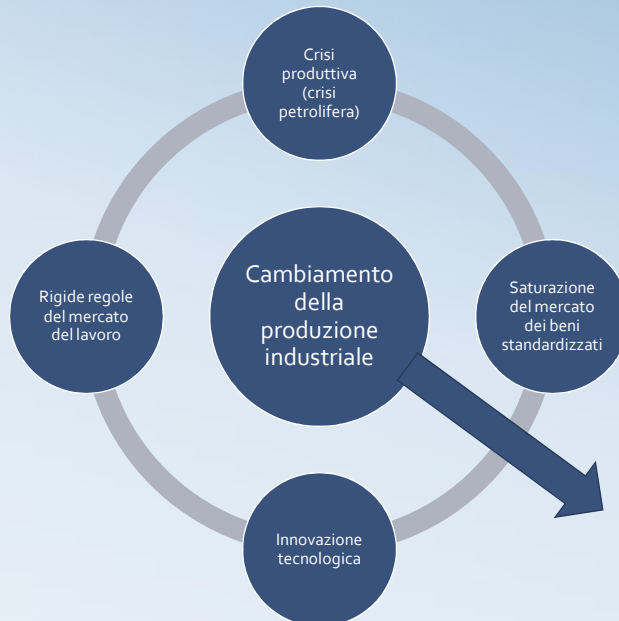 Crisi
produttiva
(crisi
petrolifera)
Cambiamento
della
produzione
industriale
Rigide regole
del mercato
del lavoro
Saturazione
del mercato
dei beni
standardizzati
Innovazione
tecnologica